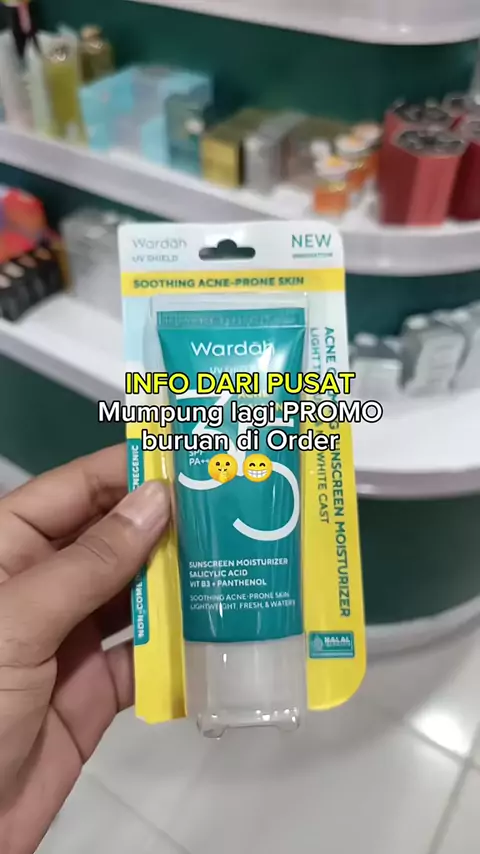 Wardah
UV SHIELD
NEW
INNOVATION
SOOTHING ACNE-PRONE SKIN
Wardah
INFO DARI PUSAT
Mumpung lagi PROMO
buruan di Order
🤫😁
SPF
PA++
SUNSCREEN MOISTURIZER
SALICYLIC ACID
VIT B3 + PANTHENOL
SOOTHING ACNE-PRONE SKIN
LIGHTWEIGHT, FRESH, & WATERY
SUNSCREEN MOISTURIZER
WHITE CAST
HALAL